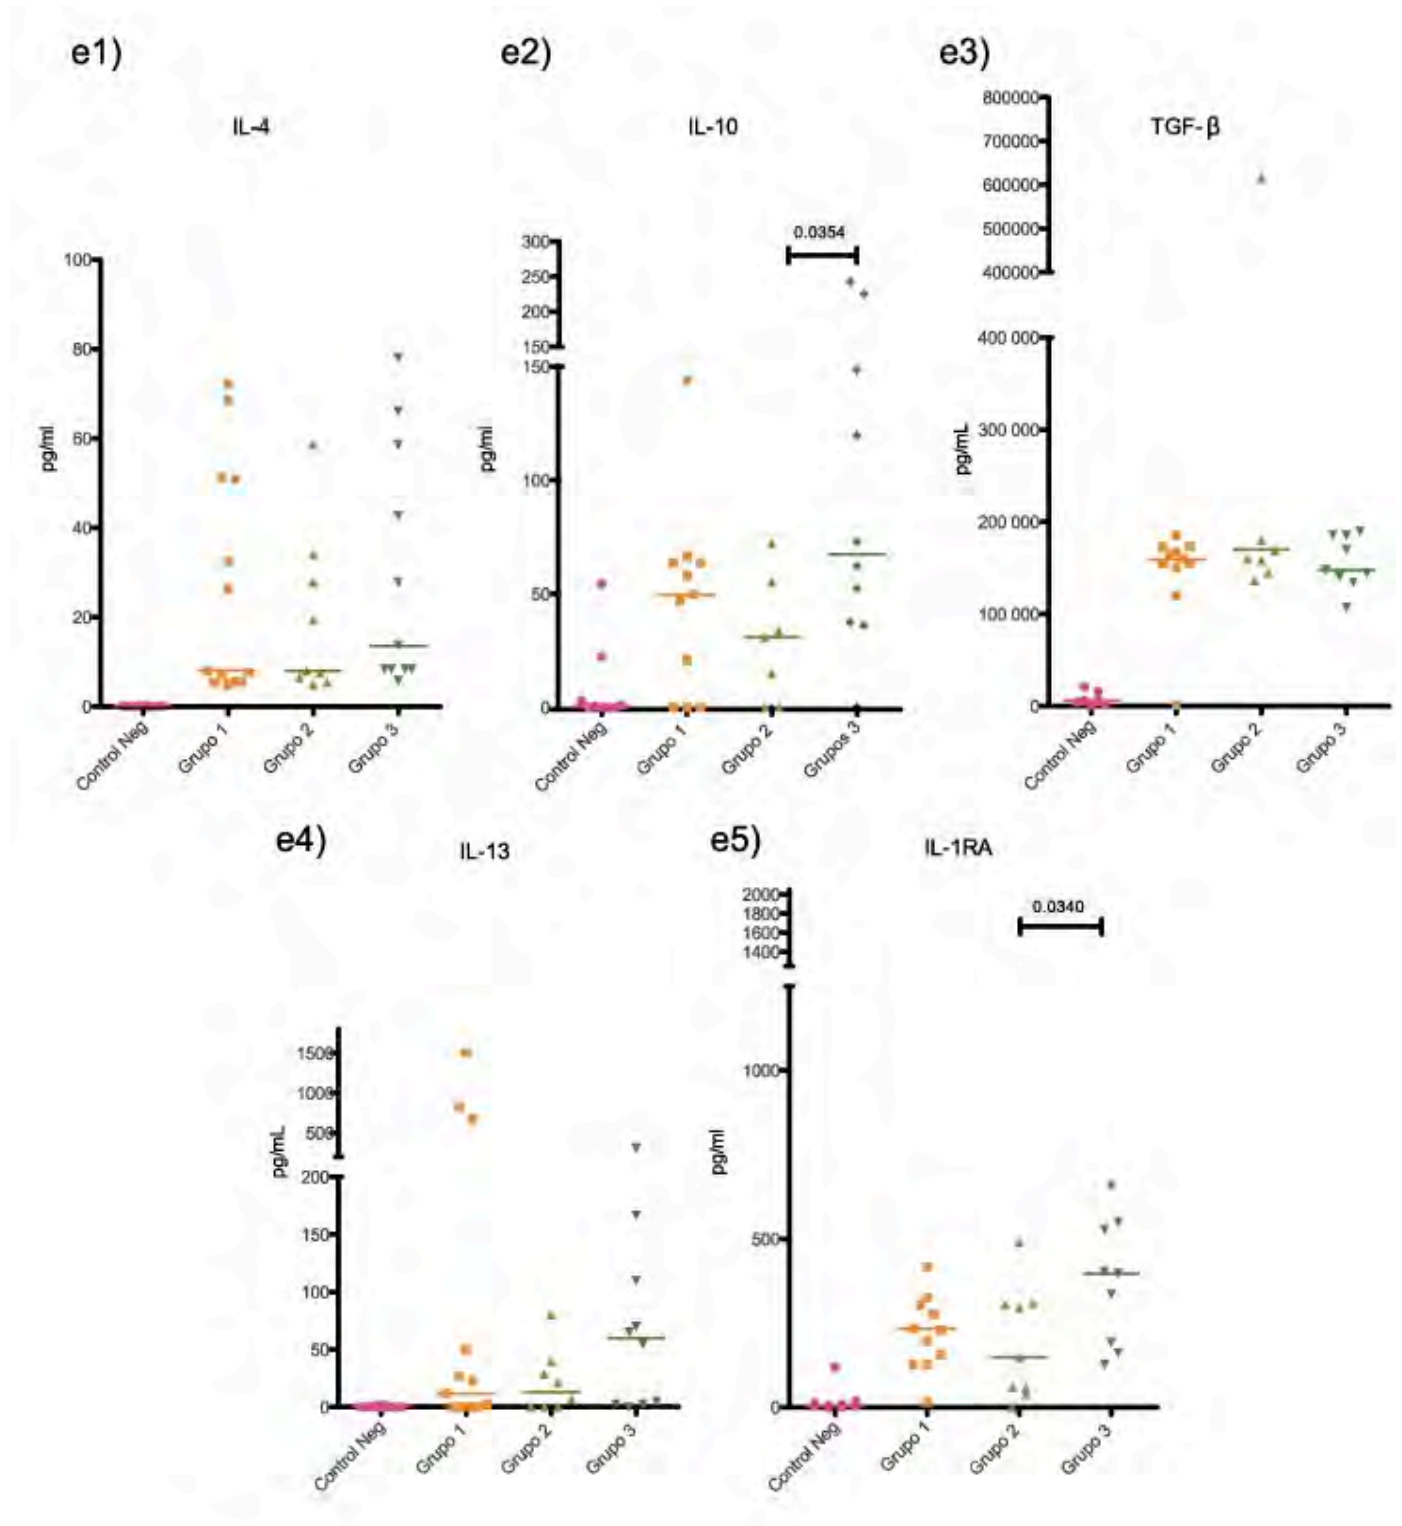 e1)
IL-4
100
80
60
40
20
0
pg/ml
Control Neg
Grupo 1
Grupo 2
Grupo 3
e2)
IL-10
0.0354
300
250
200
150
150
100
50
0
pg/ml
Control Neg
Grupo 1
Grupo 2
Grupos 3
e3)
TGF-β
800000
700000
600000
500000
400000
400 000
300 000
200 000
100 000
0
pg/mL
Control Neg
Grupo 1
Grupo 2
Grupo 3
e4)
IL-13
1500
1000
500
200
150
100
50
0
pg/mL
Control Neg
Grupo 1
Grupo 2
Grupo 3
e5)
IL-1RA
0.0340
2000
1800
1600
1400
1000
500
0
pg/ml
Control Neg
Grupo 1
Grupo 2
Grupo 3